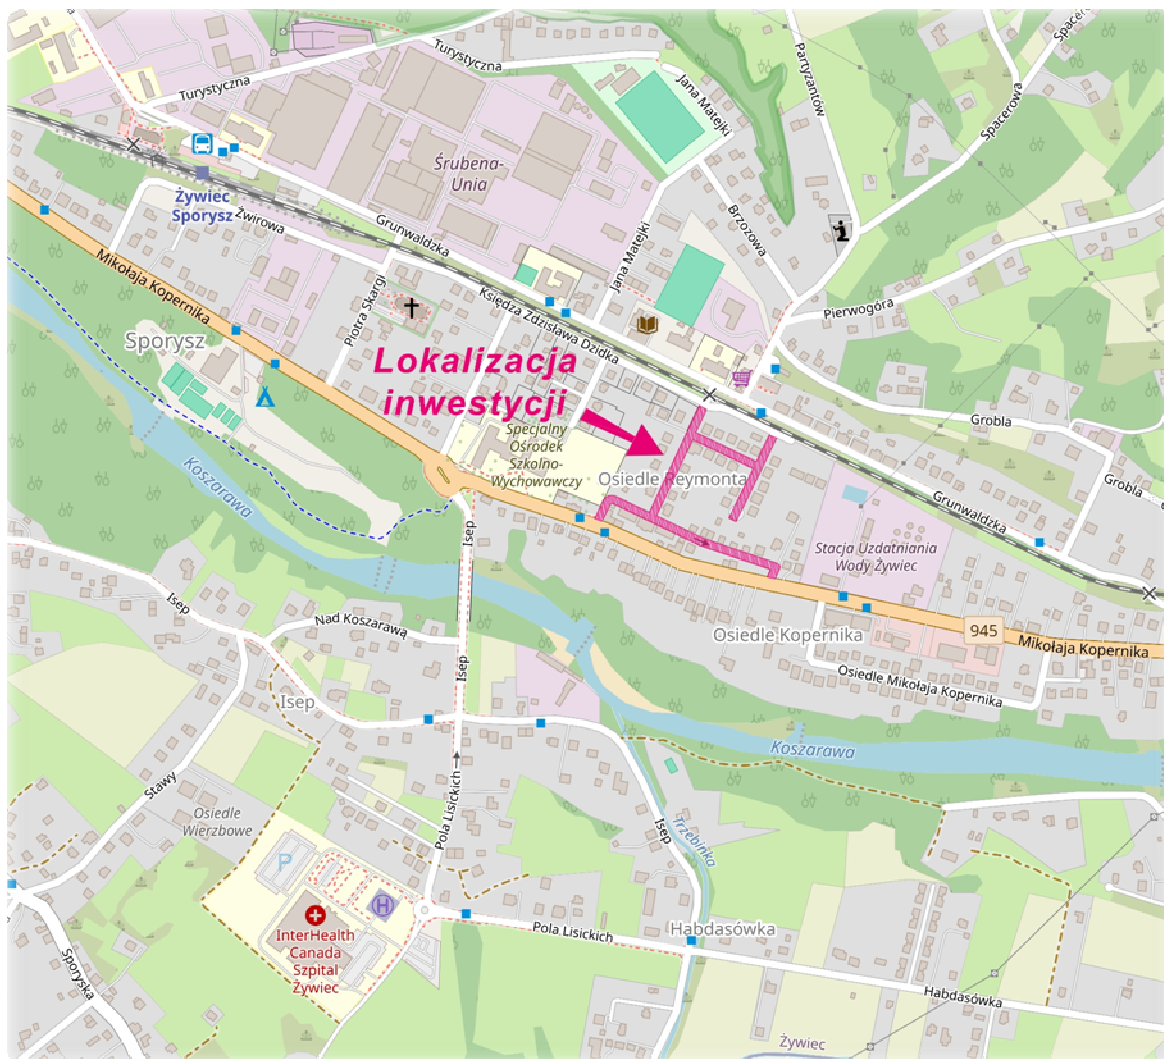 Turystyczna
Turystyczna
Partyzantów
Spacerowa
Spacerowa
Jana Matejki
Śrubena-
Unia
Żywiec
Sporysz
Żwirowa
Grunwaldzka
Brzozowa
Jana Matejki
Mikołaja Kopernika
Piotra Skargi
Księdza Zdzisława Dzidka
Pierwogóra
Sporysz
Lokalizacja
inwestycji
Specjalny
Ośrodek
Szkolno-
Wychowawczy
Osiedle Reymonta
Grobla
Grobla
Grunwaldzka
Koszarawa
Isep
Stacja Uzdatniania
Wody Żywiec
Isep
Nad Koszarawą
Osiedle Kopernika
945
Mikołaja Kopernika
Osiedle Mikołaja Kopernika
Isep
Isep
Koszarawa
Stawy
Osiedle
Wierzbowe
Pola Lisickich
Isep
Trzebinka
P
H
InterHealth
Canada
Szpital
Żywiec
Pola Lisickich
Habdasówka
Sporyska
Habdasówka
Żywiec